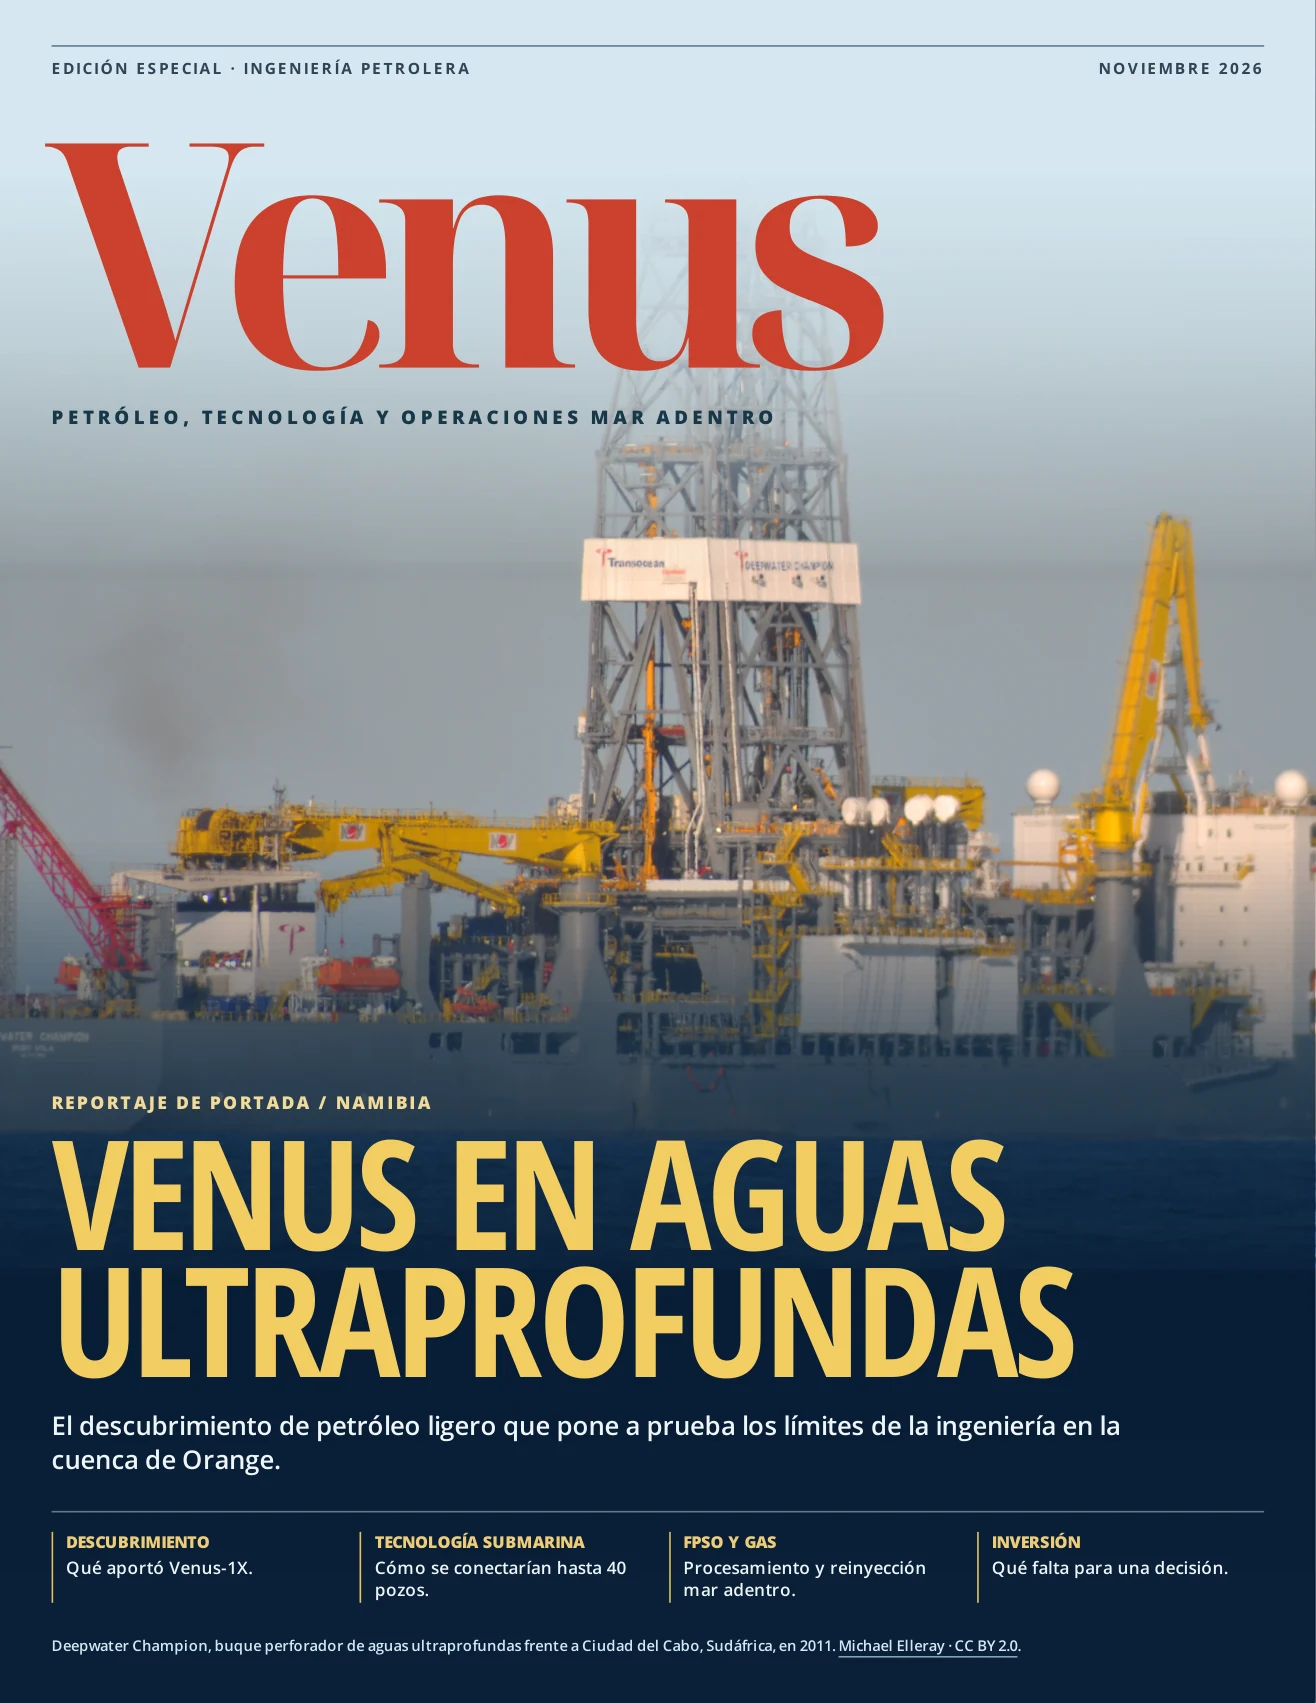 EDICIÓN ESPECIAL · INGENIERÍA PETROLERA
NOVIEMBRE 2026
Venus
PETRÓLEO, TECNOLOGÍA Y OPERACIONES MAR ADENTRO
Transocean
DEEPWATER CHAMPION
WATER CHAMPION
REPORTAJE DE PORTADA / NAMIBIA
VENUS EN AGUAS
ULTRAPROFUNDAS
El descubrimiento de petróleo ligero que pone a prueba los límites de la ingeniería en la
cuenca de Orange.
DESCUBRIMIENTO
Qué aportó Venus-1X.
TECNOLOGÍA SUBMARINA
Cómo se conectarían hasta 40
pozos.
FPSO Y GAS
Procesamiento y reinyección
mar adentro.
INVERSIÓN
Qué falta para una decisión.
Deepwater Champion, buque perforador de aguas ultraprofundas frente a Ciudad del Cabo, Sudáfrica, en 2011. Michael Elleray · CC BY 2.0.